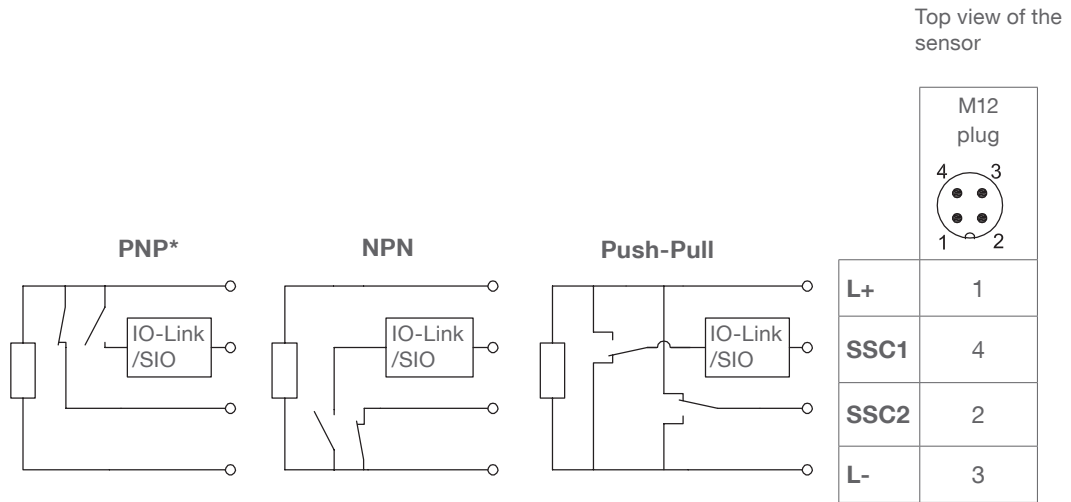 Top view of the
sensor
M12
plug
4 3
1 2
PNP*
NPN
Push-Pull
IO-Link
/SIO
IO-Link
/SIO
IO-Link
/SIO
L+ 1
SSC1 4
SSC2 2
L- 3